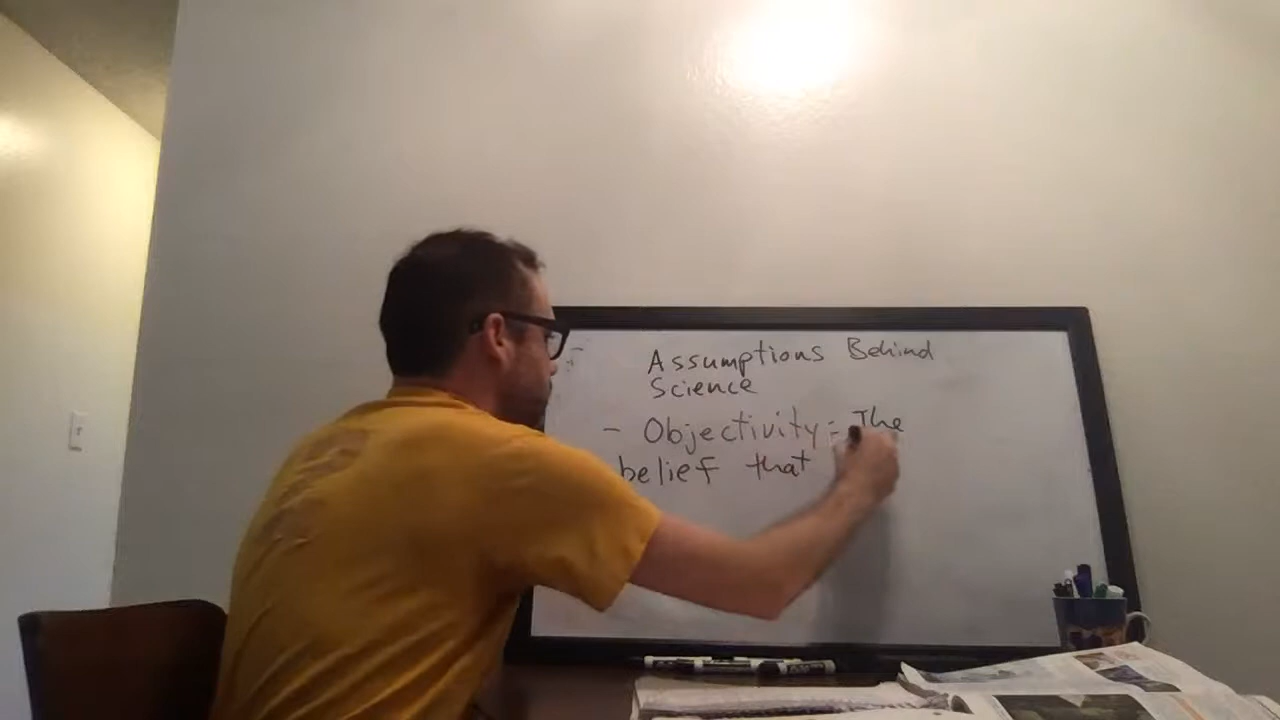 Assumptions Behind
Science
- Objectivity: The
belief that